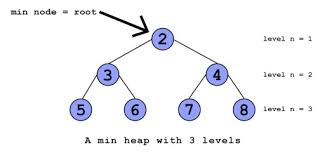 min node = root
2
level n = 1
3 4
level n = 2
5 6 7 8
level n = 3
A min heap with 3 levels